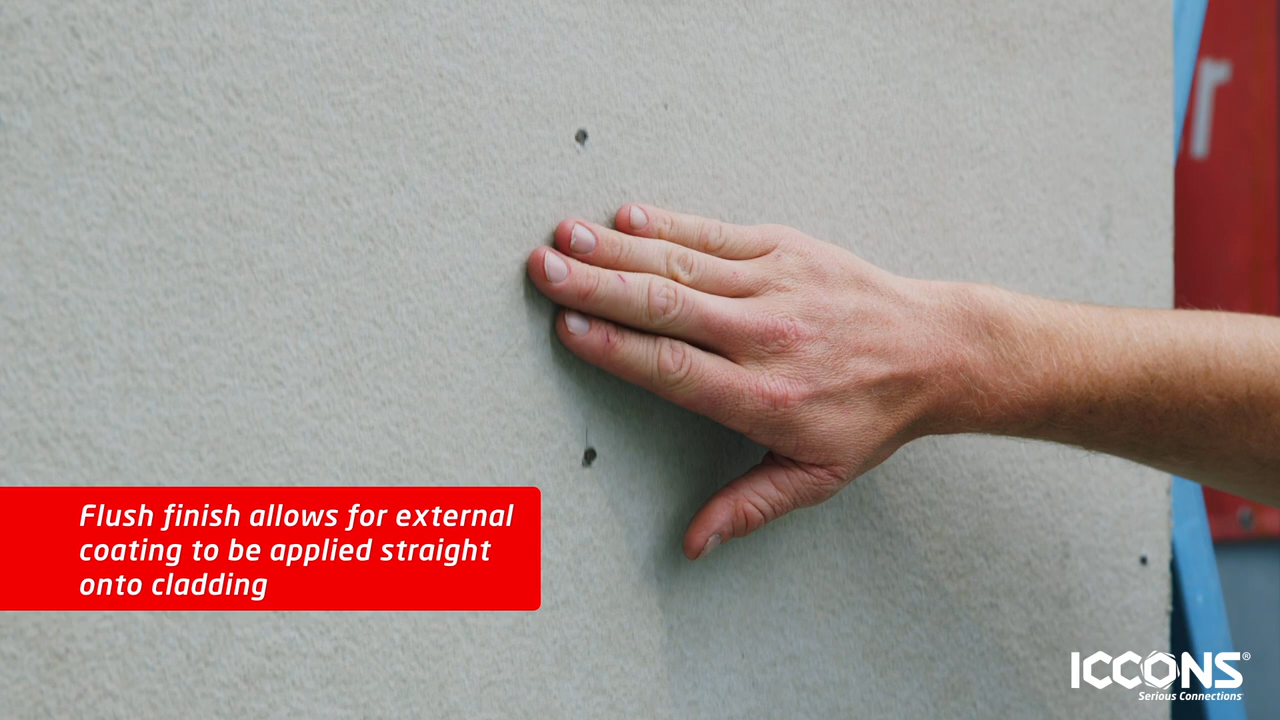 r
Flush finish allows for external
coating to be applied straight
onto cladding
ICCONS®
Serious Connections